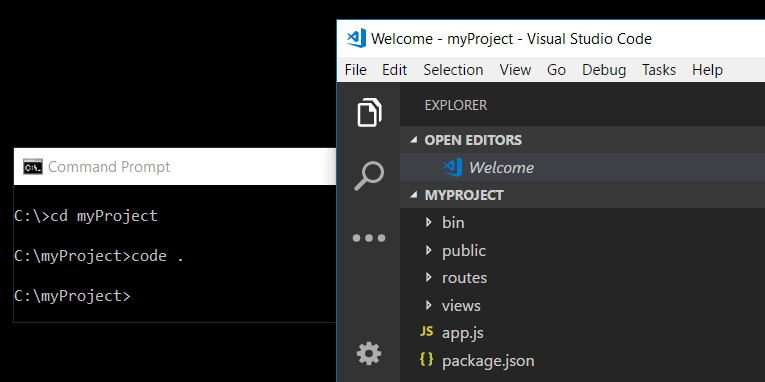 Welcome - myProject - Visual Studio Code
File Edit Selection View Go Debug Tasks Help
EXPLORER
OPEN EDITORS
Welcome
MYPROJECT
bin
public
routes
views
JS app.js
{ } package.json
C:\. Command Prompt
C:\>cd myProject
C:\myProject>code .
C:\myProject>